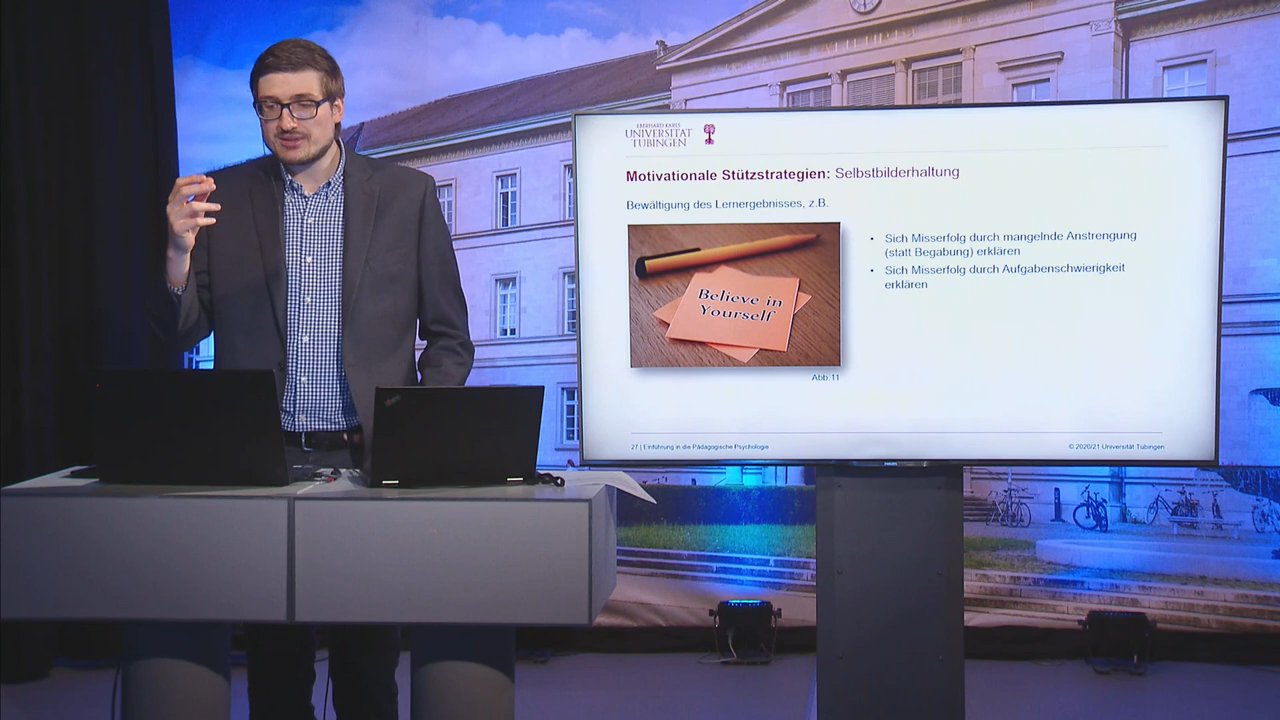 EBERHARD KARLS
UNIVERSITÄT
TÜBINGEN
Motivationale Stützstrategien: Selbstbilderhaltung
Bewältigung des Lernergebnisses, z.B.
Believe in
Yourself
Abb.11
• Sich Misserfolg durch mangelnde Anstrengung
(statt Begabung) erklären
• Sich Misserfolg durch Aufgabenschwierigkeit
erklären
27 | Einführung in die Pädagogische Psychologie
© 2020/21 Universität Tübingen